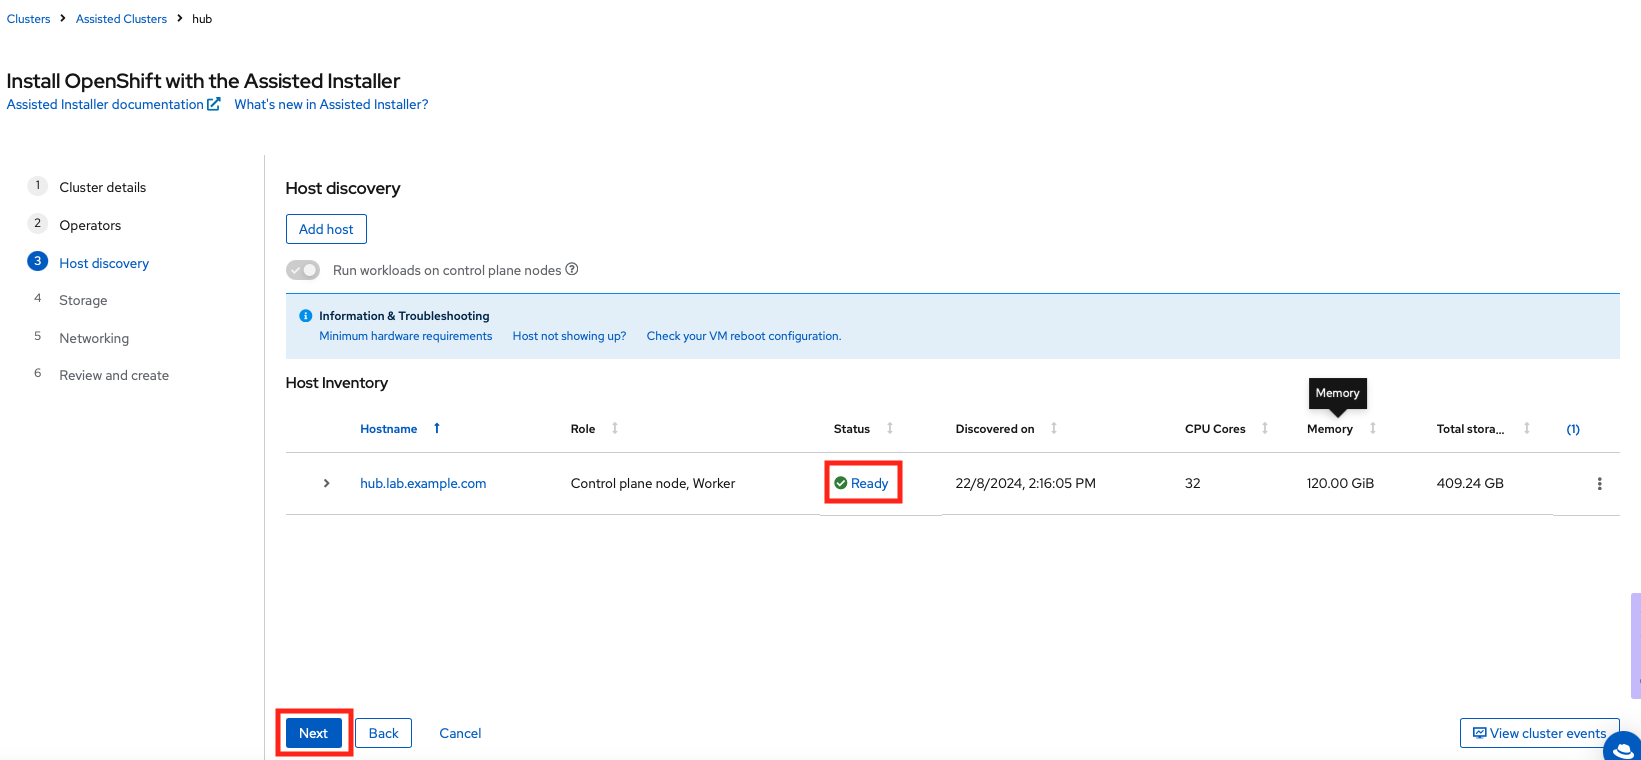 Clusters > Assisted Clusters > hub
Install OpenShift with the Assisted Installer
Assisted Installer documentation What's new in Assisted Installer?
1 Cluster details
2 Operators
3 Host discovery
4 Storage
5 Networking
6 Review and create
Host discovery
Add host
Run workloads on control plane nodes
Information & Troubleshooting
Minimum hardware requirements Host not showing up? Check your VM reboot configuration.
Host Inventory
Memory
Hostname Role Status Discovered on CPU Cores Memory Total stora... (1)
hub.lab.example.com Control plane node, Worker Ready 22/8/2024, 2:16:05 PM 32 120.00 GiB 409.24 GB
Next Back Cancel View cluster events